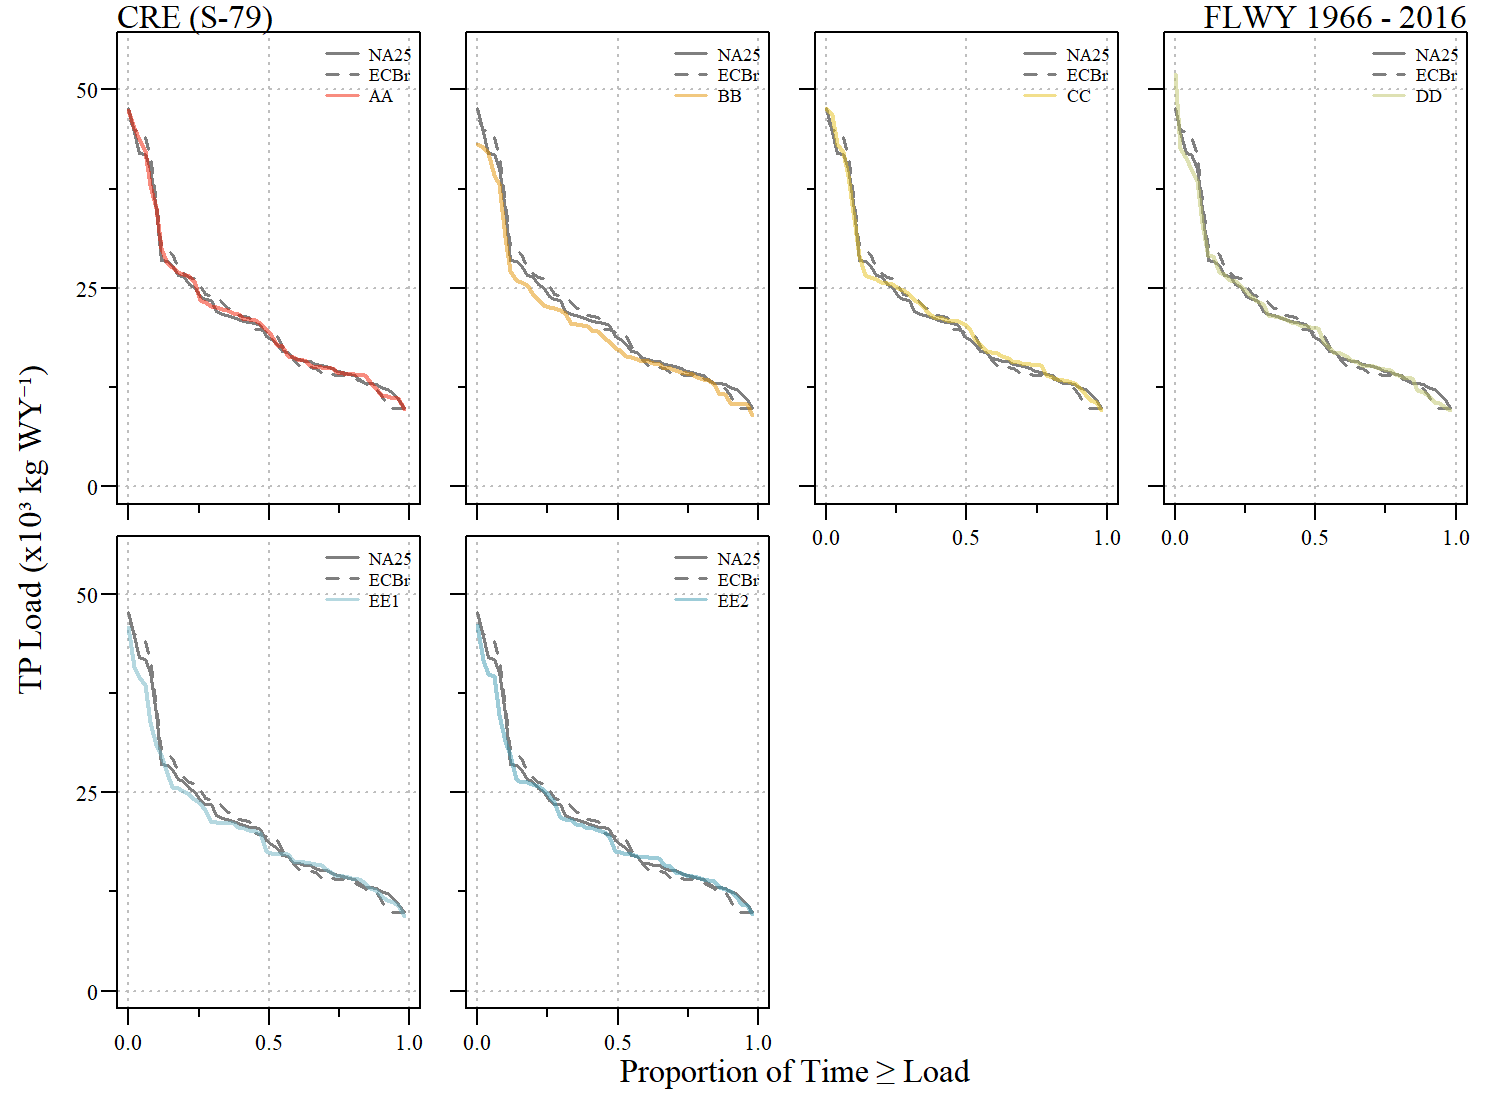 CRE (S-79)
FLWY 1966 - 2016
NA25
ECBr
AA
NA25
ECBr
BB
NA25
ECBr
CC
NA25
ECBr
DD
50
25
0
0.0 0.5 1.0
0.0 0.5 1.0
NA25
ECBr
EE1
NA25
ECBr
EE2
50
25
0
0.0 0.5 1.0
0.0 0.5 1.0
TP Load (x10³ kg WY⁻¹)
Proportion of Time ≥ Load